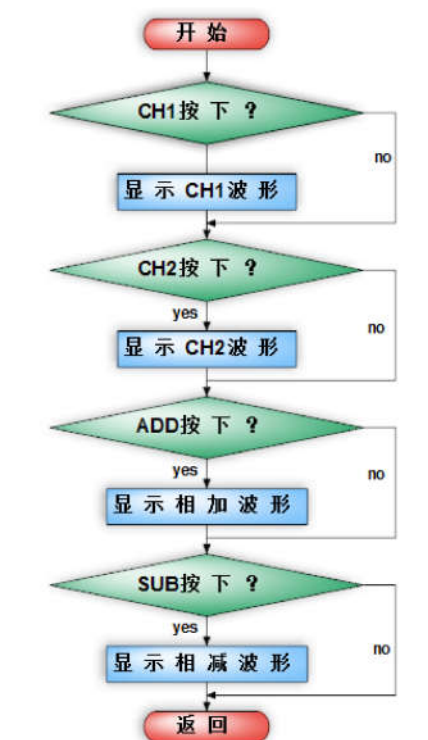 开 始
CH1按 下 ?
no
显 示 CH1波 形
CH2按 下 ?
yes
no
显 示 CH2波 形
ADD按 下 ?
yes
no
显 示 相 加 波 形
SUB按 下 ?
yes
no
显 示 相 减 波 形
返 回